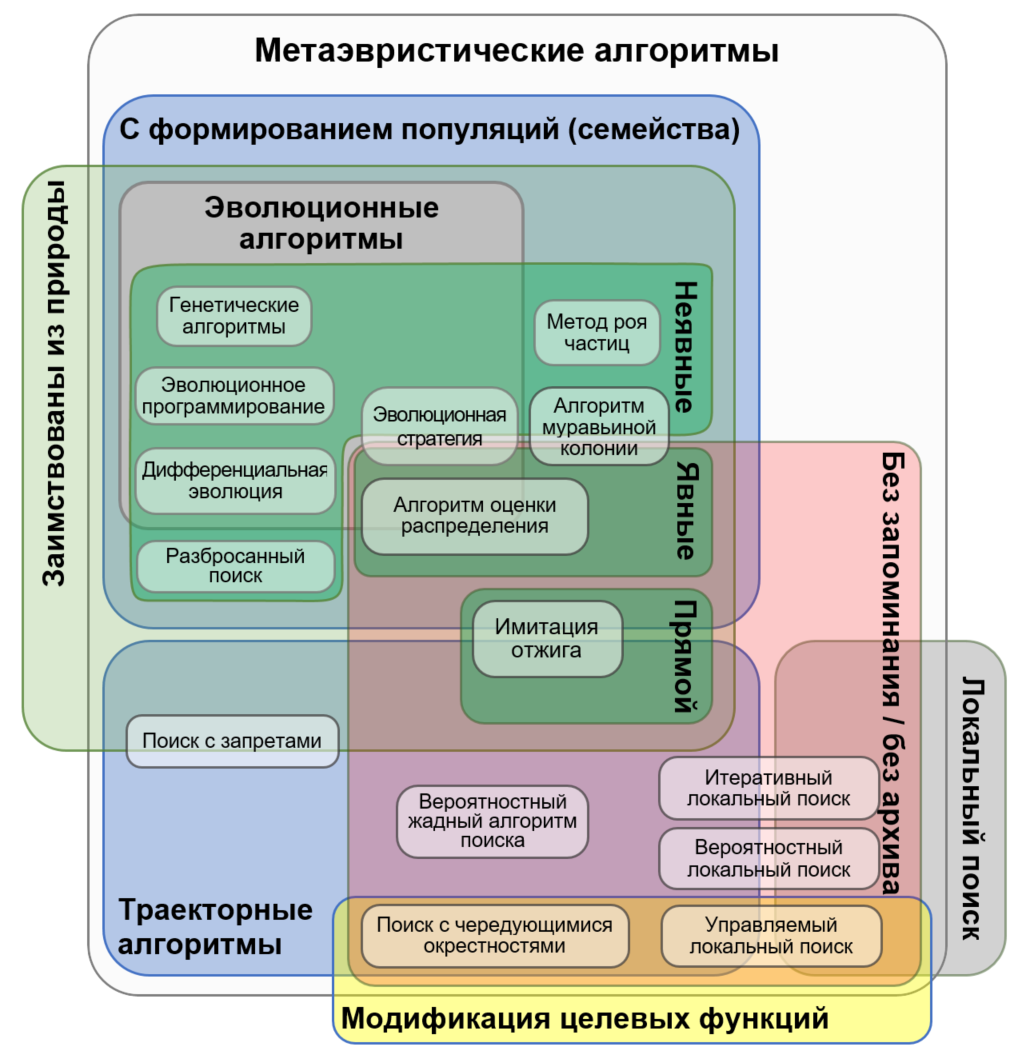 Метаэвристические алгоритмы
С формированием популяций (семейства)
Заимствованы из природы
Эволюционные
алгоритмы
Неявные
Генетические
алгоритмы
Метод роя
частиц
Эволюционное
программирование
Эволюционная
стратегия
Алгоритм
муравьиной
колонии
Дифференциальная
эволюция
Явные
Алгоритм оценки
распределения
Разбросанный
поиск
Без запоминания / без архива
Прямой
Имитация
отжига
Локальный поиск
Поиск с запретами
Итеративный
локальный поиск
Вероятностный
жадный алгоритм
поиска
Вероятностный
локальный поиск
Траекторные
алгоритмы
Поиск с чередующимися
окрестностями
Управляемый
локальный поиск
Модификация целевых функций